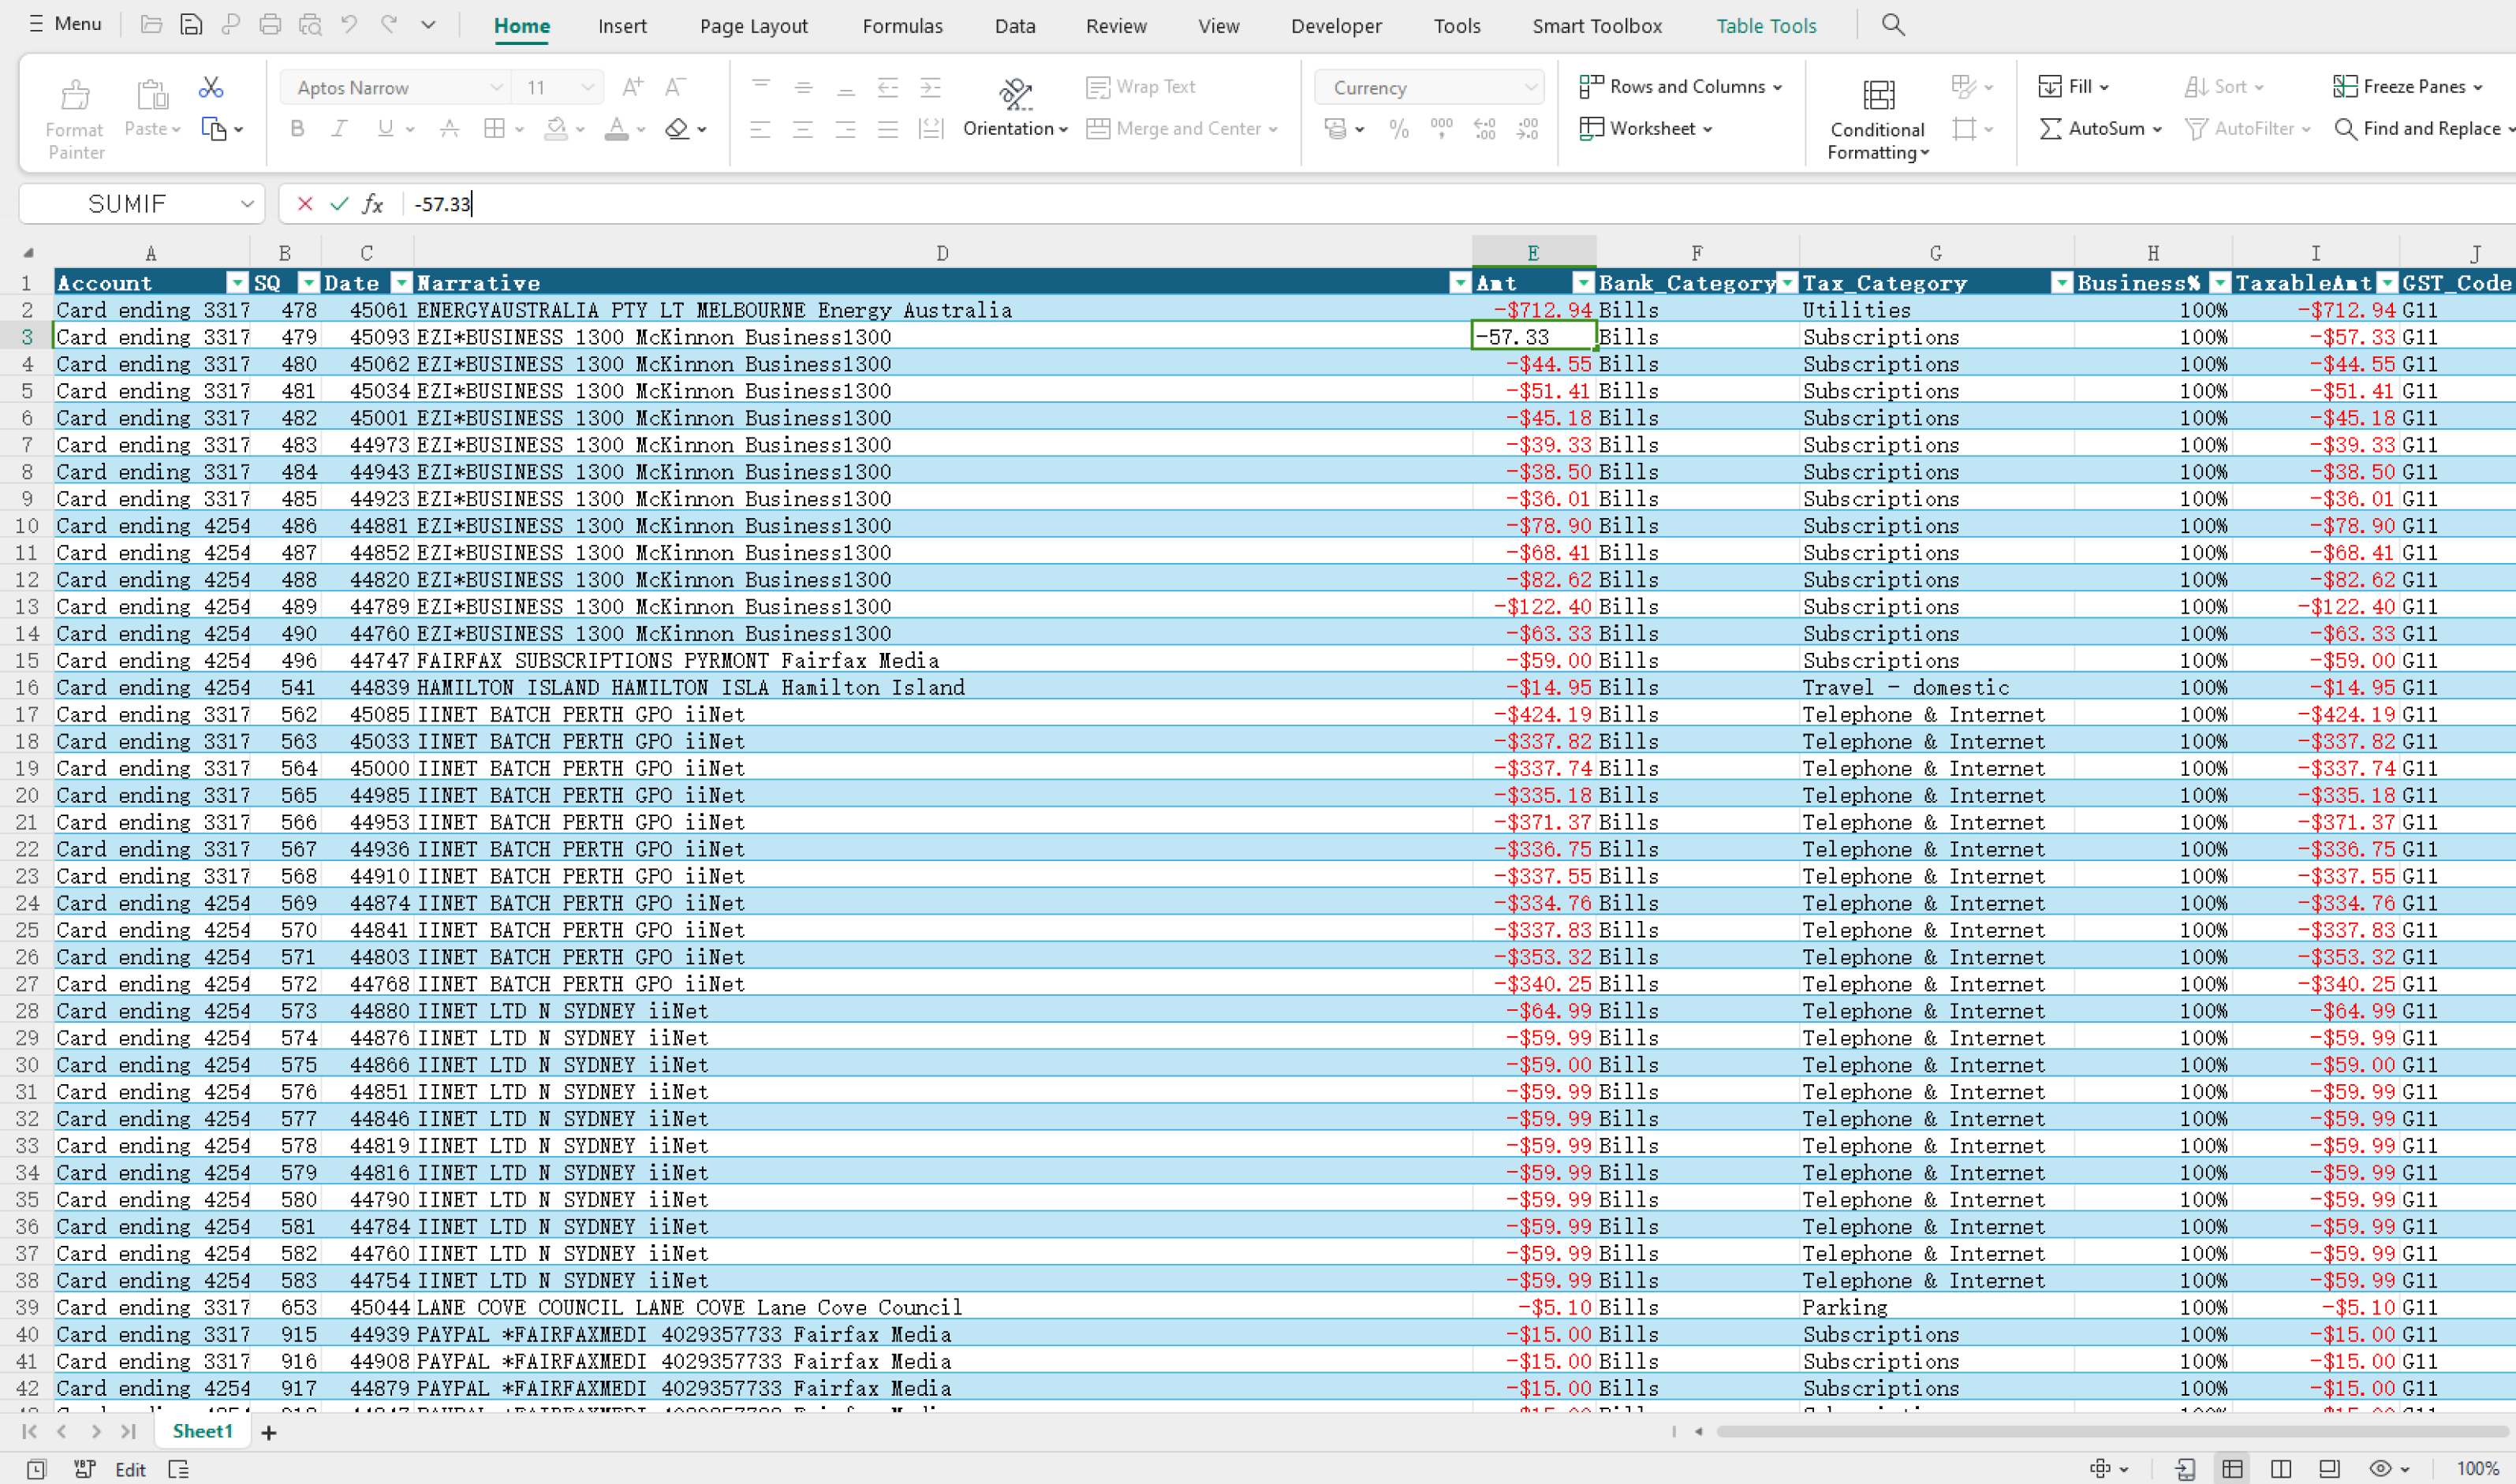 Menu Home Insert Page Layout Formulas Data Review View Developer Tools Smart Toolbox Table Tools
Format Painter Paste Aptos Narrow 11 A+ A- B I U A A Orientation Wrap Text Merge and Center Currency % 000 Rows and Columns Worksheet Conditional Formatting Fill Sort Freeze Panes AutoSum AutoFilter Find and Replace
SUMIF fx -57.33
A B C D E F G H I J
1 Account SQ Date Narrative Amt Bank_Category Tax_Category Business% TaxableAmt GST_Code
2 Card ending 3317 478 45061 ENERGYAUSTRALIA PTY LT MELBOURNE Energy Australia -$712.94 Bills Utilities 100% -$712.94 G11
3 Card ending 3317 479 45093 EZI*BUSINESS 1300 McKinnon Business1300 -57.33 Bills Subscriptions 100% -$57.33 G11
4 Card ending 3317 480 45062 EZI*BUSINESS 1300 McKinnon Business1300 -$44.55 Bills Subscriptions 100% -$44.55 G11
5 Card ending 3317 481 45034 EZI*BUSINESS 1300 McKinnon Business1300 -$51.41 Bills Subscriptions 100% -$51.41 G11
6 Card ending 3317 482 45001 EZI*BUSINESS 1300 McKinnon Business1300 -$45.18 Bills Subscriptions 100% -$45.18 G11
7 Card ending 3317 483 44973 EZI*BUSINESS 1300 McKinnon Business1300 -$39.33 Bills Subscriptions 100% -$39.33 G11
8 Card ending 3317 484 44943 EZI*BUSINESS 1300 McKinnon Business1300 -$38.50 Bills Subscriptions 100% -$38.50 G11
9 Card ending 3317 485 44923 EZI*BUSINESS 1300 McKinnon Business1300 -$36.01 Bills Subscriptions 100% -$36.01 G11
10 Card ending 4254 486 44881 EZI*BUSINESS 1300 McKinnon Business1300 -$78.90 Bills Subscriptions 100% -$78.90 G11
11 Card ending 4254 487 44852 EZI*BUSINESS 1300 McKinnon Business1300 -$68.41 Bills Subscriptions 100% -$68.41 G11
12 Card ending 4254 488 44820 EZI*BUSINESS 1300 McKinnon Business1300 -$82.62 Bills Subscriptions 100% -$82.62 G11
13 Card ending 4254 489 44789 EZI*BUSINESS 1300 McKinnon Business1300 -$122.40 Bills Subscriptions 100% -$122.40 G11
14 Card ending 4254 490 44760 EZI*BUSINESS 1300 McKinnon Business1300 -$63.33 Bills Subscriptions 100% -$63.33 G11
15 Card ending 4254 496 44747 FAIRFAX SUBSCRIPTIONS PYRMONT Fairfax Media -$59.00 Bills Subscriptions 100% -$59.00 G11
16 Card ending 4254 541 44839 HAMILTON ISLAND HAMILTON ISLA Hamilton Island -$14.95 Bills Travel - domestic 100% -$14.95 G11
17 Card ending 3317 562 45085 IINET BATCH PERTH GPO iiNet -$424.19 Bills Telephone & Internet 100% -$424.19 G11
18 Card ending 3317 563 45033 IINET BATCH PERTH GPO iiNet -$337.82 Bills Telephone & Internet 100% -$337.82 G11
19 Card ending 3317 564 45000 IINET BATCH PERTH GPO iiNet -$337.74 Bills Telephone & Internet 100% -$337.74 G11
20 Card ending 3317 565 44985 IINET BATCH PERTH GPO iiNet -$335.18 Bills Telephone & Internet 100% -$335.18 G11
21 Card ending 3317 566 44953 IINET BATCH PERTH GPO iiNet -$371.37 Bills Telephone & Internet 100% -$371.37 G11
22 Card ending 3317 567 44936 IINET BATCH PERTH GPO iiNet -$336.75 Bills Telephone & Internet 100% -$336.75 G11
23 Card ending 3317 568 44910 IINET BATCH PERTH GPO iiNet -$337.55 Bills Telephone & Internet 100% -$337.55 G11
24 Card ending 4254 569 44874 IINET BATCH PERTH GPO iiNet -$334.76 Bills Telephone & Internet 100% -$334.76 G11
25 Card ending 4254 570 44841 IINET BATCH PERTH GPO iiNet -$337.83 Bills Telephone & Internet 100% -$337.83 G11
26 Card ending 4254 571 44803 IINET BATCH PERTH GPO iiNet -$353.32 Bills Telephone & Internet 100% -$353.32 G11
27 Card ending 4254 572 44768 IINET BATCH PERTH GPO iiNet -$340.25 Bills Telephone & Internet 100% -$340.25 G11
28 Card ending 4254 573 44880 IINET LTD N SYDNEY iiNet -$64.99 Bills Telephone & Internet 100% -$64.99 G11
29 Card ending 4254 574 44876 IINET LTD N SYDNEY iiNet -$59.99 Bills Telephone & Internet 100% -$59.99 G11
30 Card ending 4254 575 44866 IINET LTD N SYDNEY iiNet -$59.00 Bills Telephone & Internet 100% -$59.00 G11
31 Card ending 4254 576 44851 IINET LTD N SYDNEY iiNet -$59.99 Bills Telephone & Internet 100% -$59.99 G11
32 Card ending 4254 577 44846 IINET LTD N SYDNEY iiNet -$59.99 Bills Telephone & Internet 100% -$59.99 G11
33 Card ending 4254 578 44819 IINET LTD N SYDNEY iiNet -$59.99 Bills Telephone & Internet 100% -$59.99 G11
34 Card ending 4254 579 44816 IINET LTD N SYDNEY iiNet -$59.99 Bills Telephone & Internet 100% -$59.99 G11
35 Card ending 4254 580 44790 IINET LTD N SYDNEY iiNet -$59.99 Bills Telephone & Internet 100% -$59.99 G11
36 Card ending 4254 581 44784 IINET LTD N SYDNEY iiNet -$59.99 Bills Telephone & Internet 100% -$59.99 G11
37 Card ending 4254 582 44760 IINET LTD N SYDNEY iiNet -$59.99 Bills Telephone & Internet 100% -$59.99 G11
38 Card ending 4254 583 44754 IINET LTD N SYDNEY iiNet -$59.99 Bills Telephone & Internet 100% -$59.99 G11
39 Card ending 3317 653 45044 LANE COVE COUNCIL LANE COVE Lane Cove Council -$5.10 Bills Parking 100% -$5.10 G11
40 Card ending 3317 915 44939 PAYPAL *FAIRFAXMEDI 4029357733 Fairfax Media -$15.00 Bills Subscriptions 100% -$15.00 G11
41 Card ending 3317 916 44908 PAYPAL *FAIRFAXMEDI 4029357733 Fairfax Media -$15.00 Bills Subscriptions 100% -$15.00 G11
42 Card ending 4254 917 44879 PAYPAL *FAIRFAXMEDI 4029357733 Fairfax Media -$15.00 Bills Subscriptions 100% -$15.00 G11
Sheet1
Edit 100%